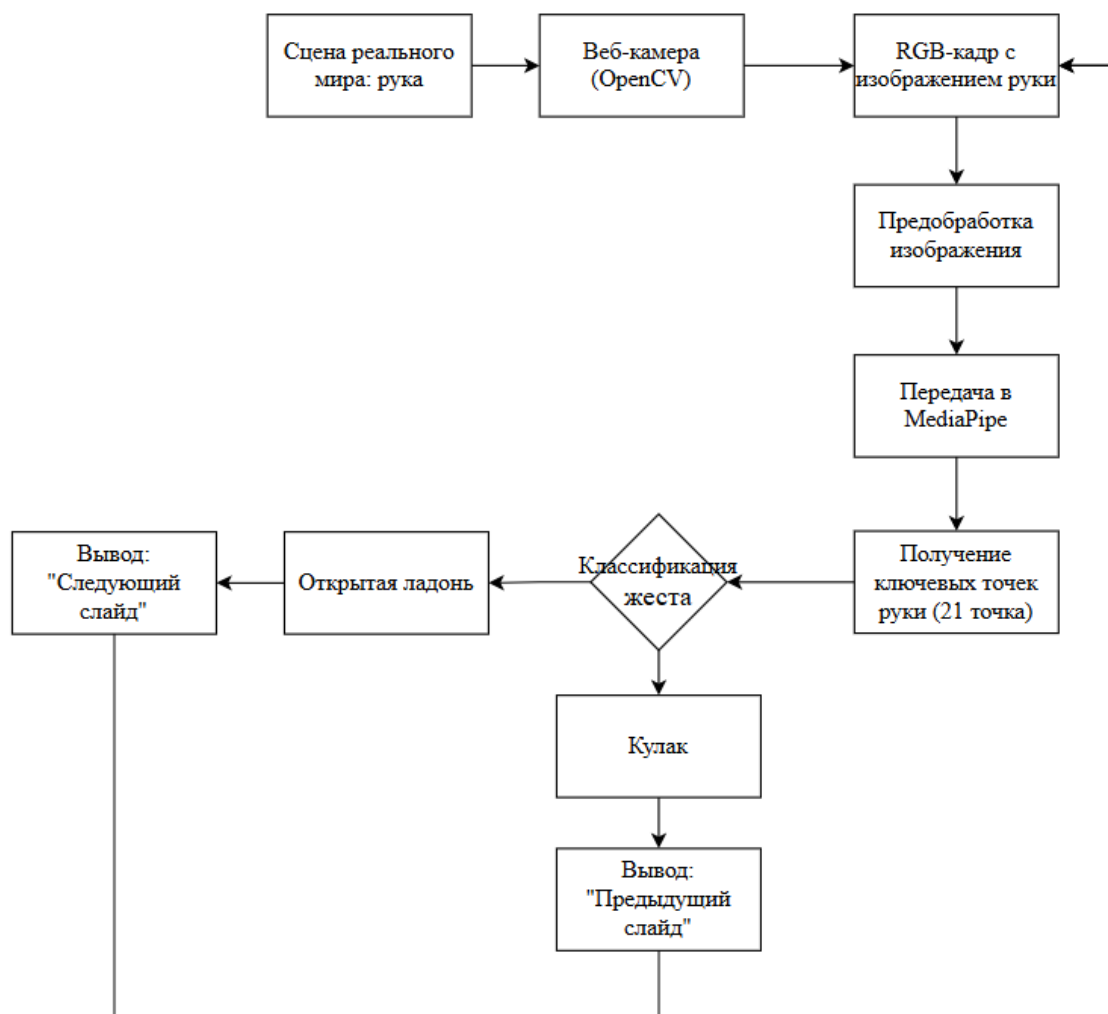 Сцена реального
мира: рука
Веб-камера
(OpenCV)
RGB-кадр с
изображением руки
Предобработка
изображения
Передача в
MediaPipe
Получение
ключевых точек
руки (21 точка)
Классификация
жеста
Открытая ладонь
Вывод:
"Следующий
слайд"
Кулак
Вывод:
"Предыдущий
слайд"